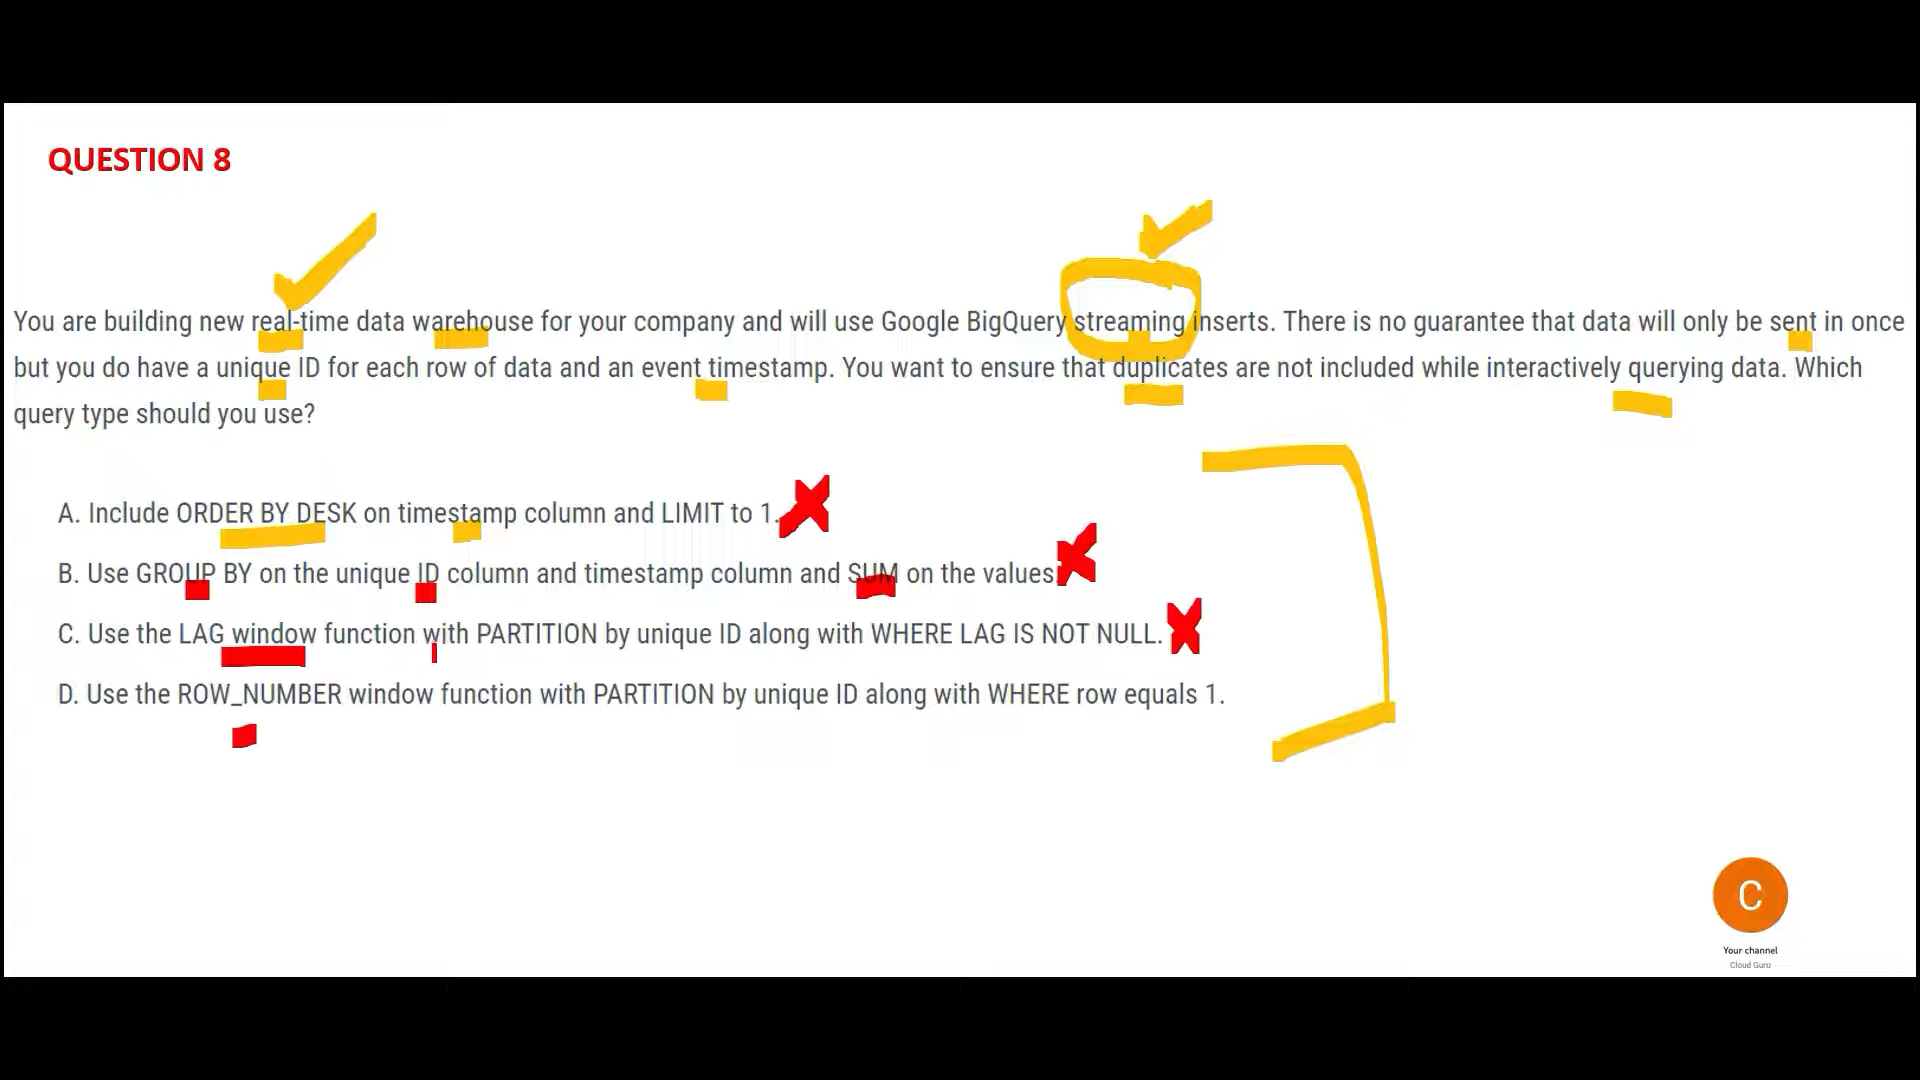 QUESTION 8
You are building new real-time data warehouse for your company and will use Google BigQuery streaming inserts. There is no guarantee that data will only be sent in once
but you do have a unique ID for each row of data and an event timestamp. You want to ensure that duplicates are not included while interactively querying data. Which
query type should you use?
A. Include ORDER BY DESK on timestamp column and LIMIT to 1.
B. Use GROUP BY on the unique ID column and timestamp column and SUM on the values.
C. Use the LAG window function with PARTITION by unique ID along with WHERE LAG IS NOT NULL.
D. Use the ROW_NUMBER window function with PARTITION by unique ID along with WHERE row equals 1.
C
Your channel
Cloud Guru